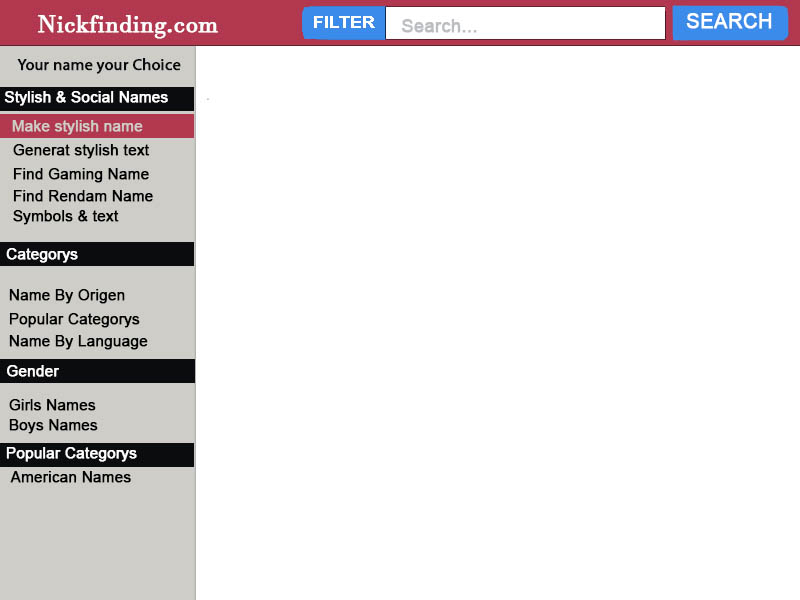 Nickfinding.com
FILTER
Search...
SEARCH
Your name your Choice
Stylish & Social Names
Make stylish name
Generat stylish text
Find Gaming Name
Find Rendam Name
Symbols & text
Categorys
Name By Origen
Popular Categorys
Name By Language
Gender
Girls Names
Boys Names
Popular Categorys
American Names